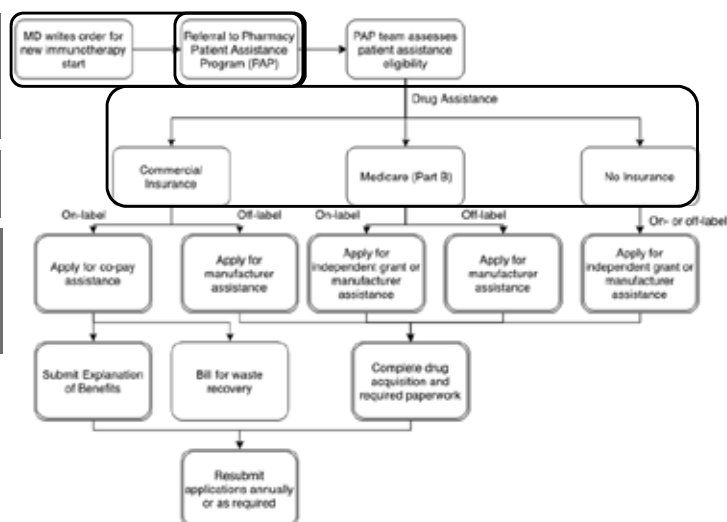 MD writes order for
new immunotherapy
start
Referral to Pharmacy
Patient Assistance
Program (PAP)
PAP team assesses
patient assistance
eligibility
Drug Assistance
Commercial
Insurance
Medicare (Part B)
No Insurance
On-label
Off-label
On-label
Off-label
On- or off-label
Apply for co-pay
assistance
Apply for
manufacturer
assistance
Apply for
independent grant or
manufacturer
assistance
Apply for
manufacturer
assistance
Apply for
independent grant or
manufacturer
assistance
Submit Explanation
of Benefits
Bill for waste
recovery
Complete drug
acquisition and
required paperwork
Resubmit
applications annually
or as required